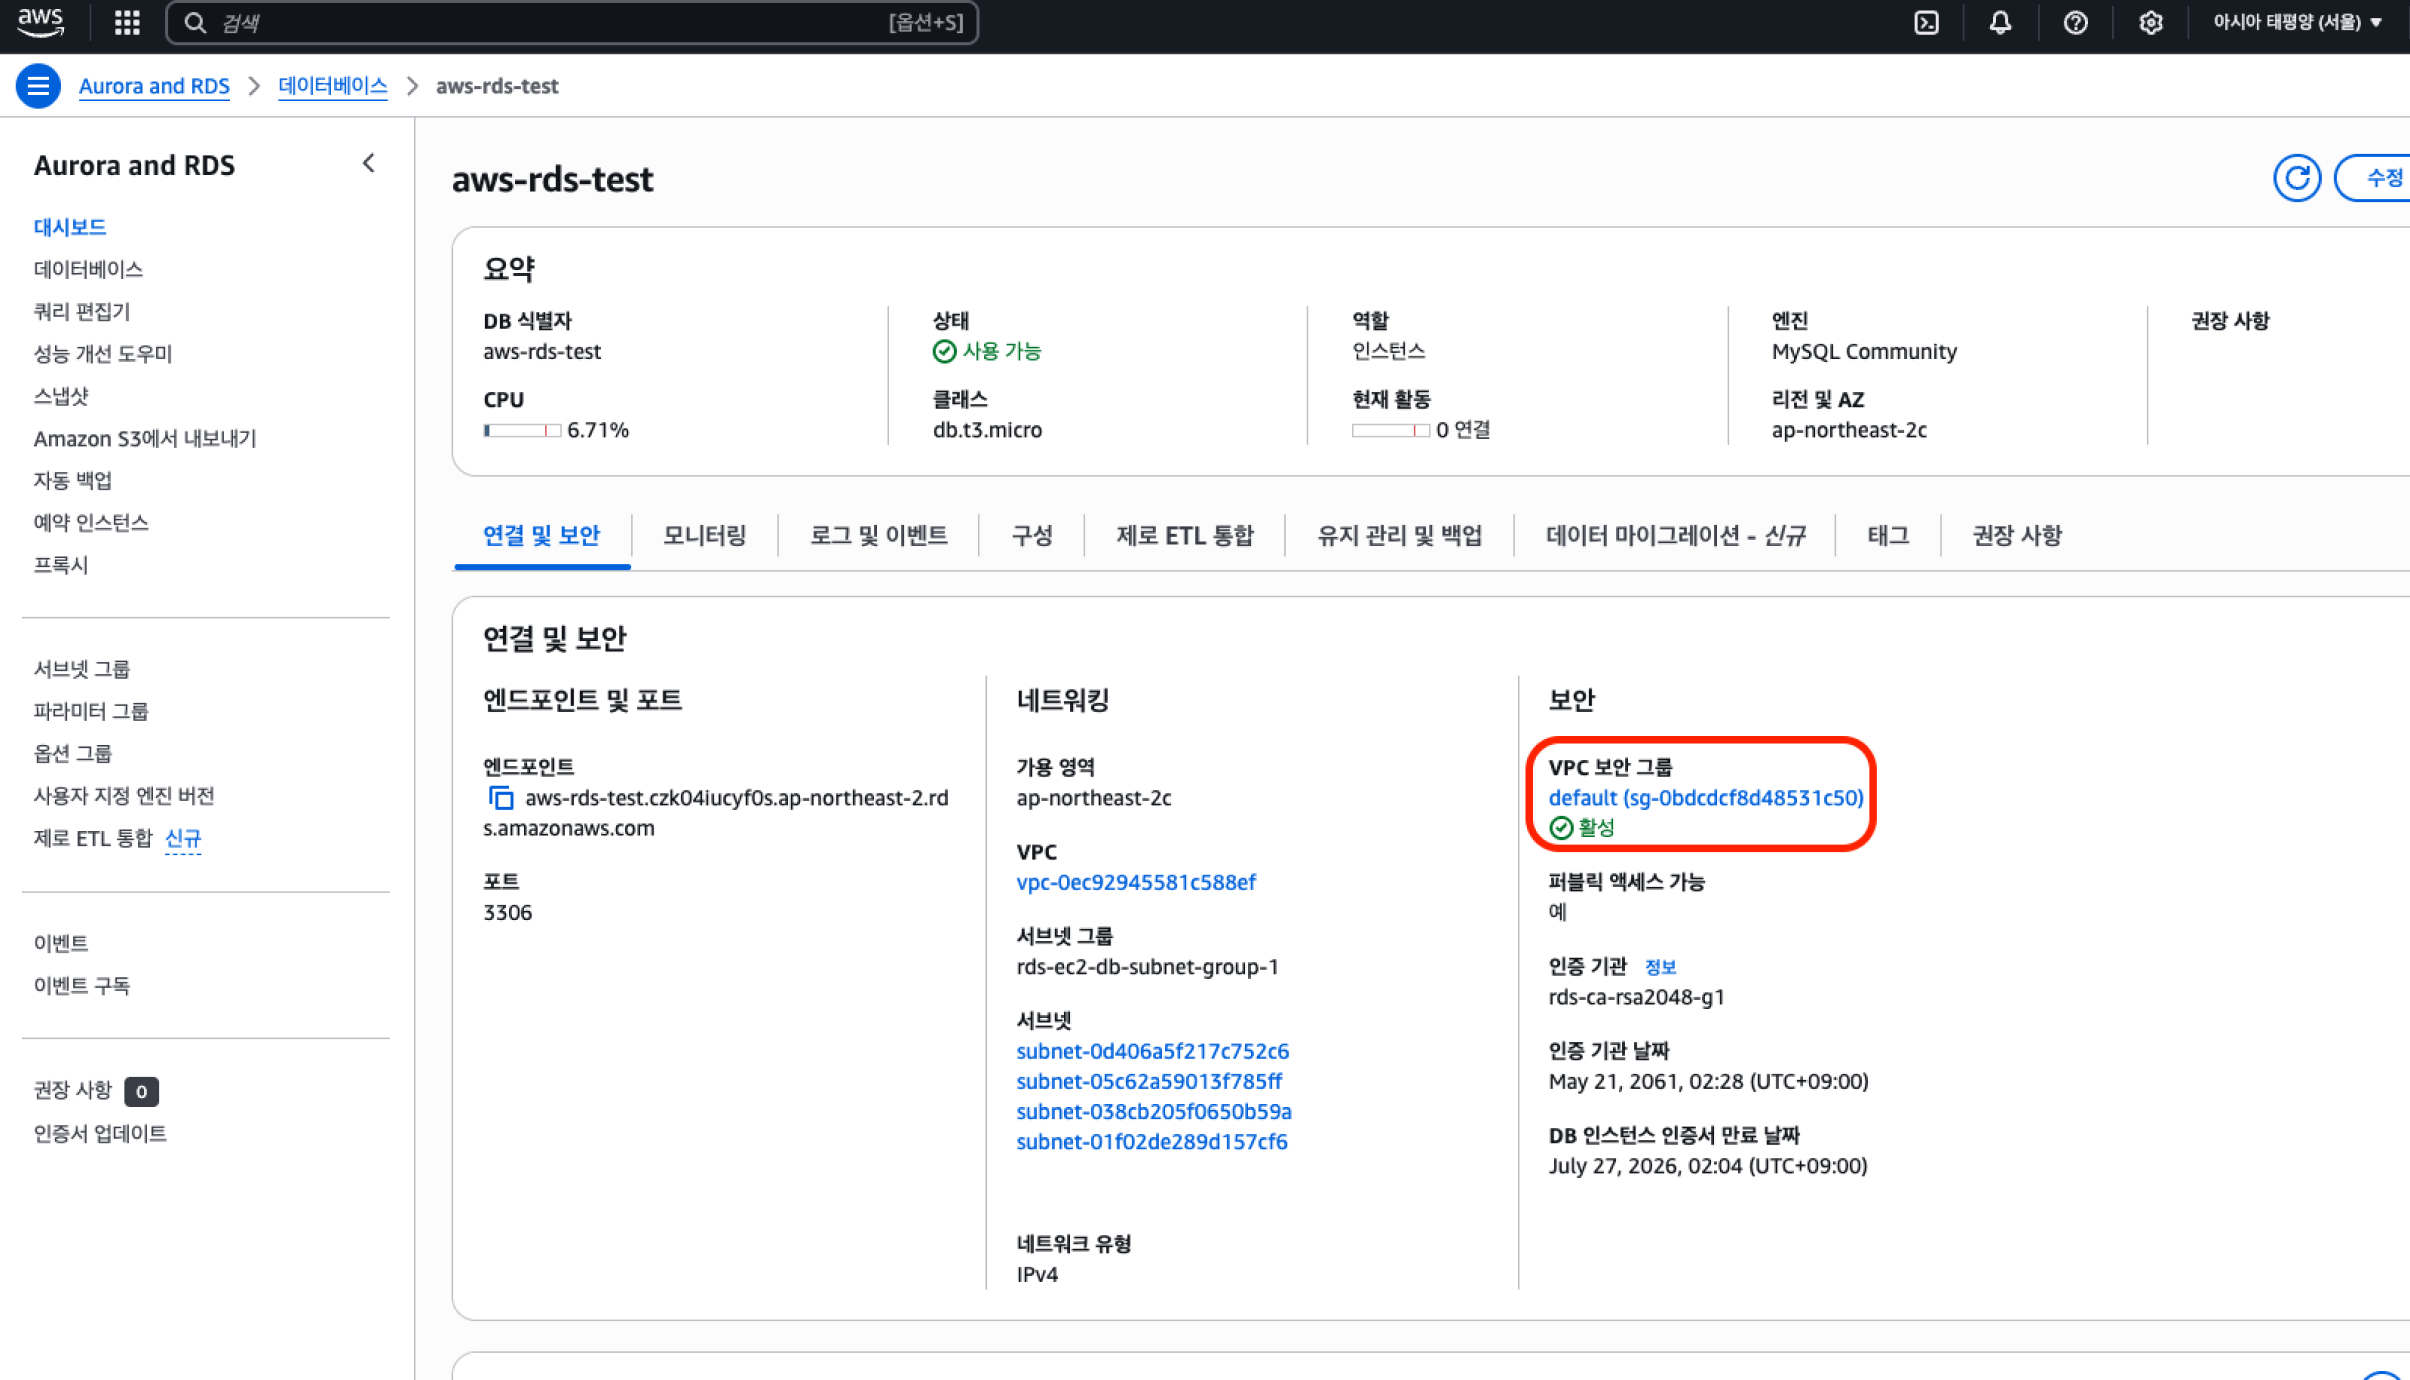 aws
검색
[옵션+S]
아시아 태평양 (서울)
Aurora and RDS
데이터베이스
aws-rds-test
Aurora and RDS
대시보드
데이터베이스
쿼리 편집기
성능 개선 도우미
스냅샷
Amazon S3에서 내보내기
자동 백업
예약 인스턴스
프록시
서브넷 그룹
파라미터 그룹
옵션 그룹
사용자 지정 엔진 버전
제로 ETL 통합 신규
이벤트
이벤트 구독
권장 사항 0
인증서 업데이트
aws-rds-test
수정
요약
DB 식별자
aws-rds-test
CPU
6.71%
상태
사용 가능
클래스
db.t3.micro
역할
인스턴스
현재 활동
0 연결
엔진
MySQL Community
리전 및 AZ
ap-northeast-2c
권장 사항
연결 및 보안
모니터링
로그 및 이벤트
구성
제로 ETL 통합
유지 관리 및 백업
데이터 마이그레이션 - 신규
태그
권장 사항
연결 및 보안
엔드포인트 및 포트
엔드포인트
aws-rds-test.czk04iucyf0s.ap-northeast-2.rd
s.amazonaws.com
포트
3306
네트워킹
가용 영역
ap-northeast-2c
VPC
vpc-0ec92945581c588ef
서브넷 그룹
rds-ec2-db-subnet-group-1
서브넷
subnet-0d406a5f217c752c6
subnet-05c62a59013f785ff
subnet-038cb205f0650b59a
subnet-01f02de289d157cf6
네트워크 유형
IPv4
보안
VPC 보안 그룹
default (sg-0bdcdcf8d48531c50)
활성
퍼블릭 액세스 가능
예
인증 기관 정보
rds-ca-rsa2048-g1
인증 기관 날짜
May 21, 2061, 02:28 (UTC+09:00)
DB 인스턴스 인증서 만료 날짜
July 27, 2026, 02:04 (UTC+09:00)